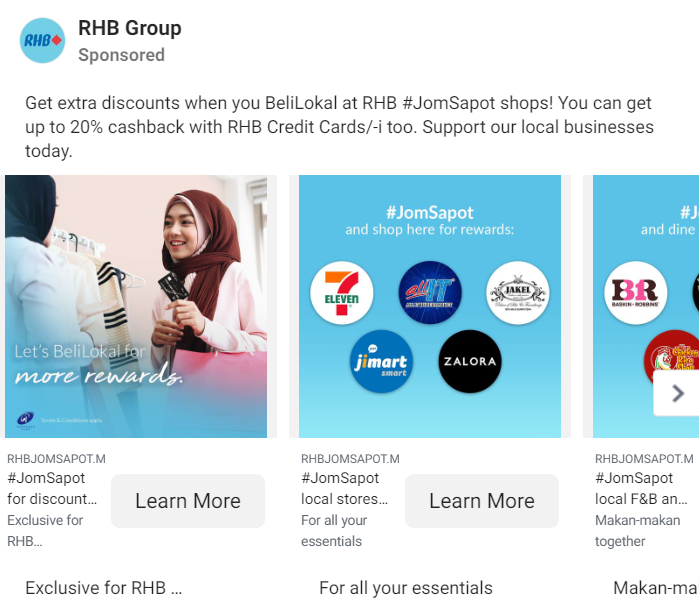 RHB
RHB Group
Sponsored
Get extra discounts when you BeliLokal at RHB #JomSapot shops! You can get
up to 20% cashback with RHB Credit Cards/-i too. Support our local businesses
today.
Let's BeliLokal for
more rewards.
Terms & Conditions apply.
#JomSapot
and shop here for rewards:
7
ELEVEN
all IT
JAKEL
jimart
smart
ZALORA
#J
and dine
BR
BASKIN·ROBBINS
RHBJOMSAPOT.M
#JomSapot
for discount...
Exclusive for
RHB...
Learn More
RHBJOMSAPOT.M
#JomSapot
local stores...
For all your
essentials
Learn More
RHBJOMSAPOT.M
#JomSapot
local F&B an...
Makan-makan
together
Exclusive for RHB ...
For all your essentials
Makan-ma